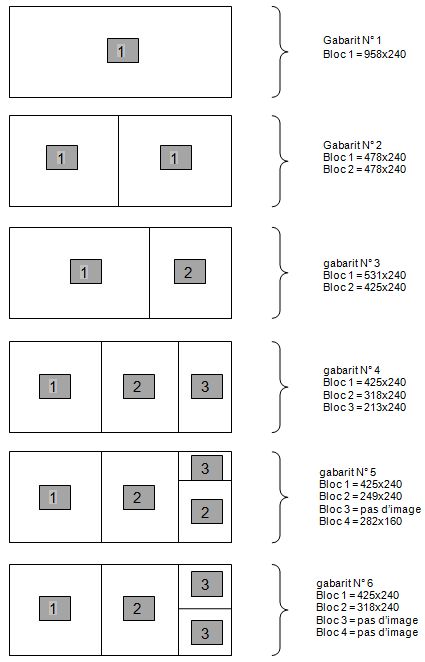 1
Gabarit N° 1
Bloc 1 = 958x240
1 1
Gabarit N° 2
Bloc 1 = 478x240
Bloc 2 = 478x240
1 2
gabarit N° 3
Bloc 1 = 531x240
Bloc 2 = 425x240
1 2 3
gabarit N° 4
Bloc 1 = 425x240
Bloc 2 = 318x240
Bloc 3 = 213x240
3
1 2
2
gabarit N° 5
Bloc 1 = 425x240
Bloc 2 = 249x240
Bloc 3 = pas d'image
Bloc 4 = 282x160
3
1 2
3
gabarit N° 6
Bloc 1 = 425x240
Bloc 2 = 318x240
Bloc 3 = pas d'image
Bloc 4 = pas d'image